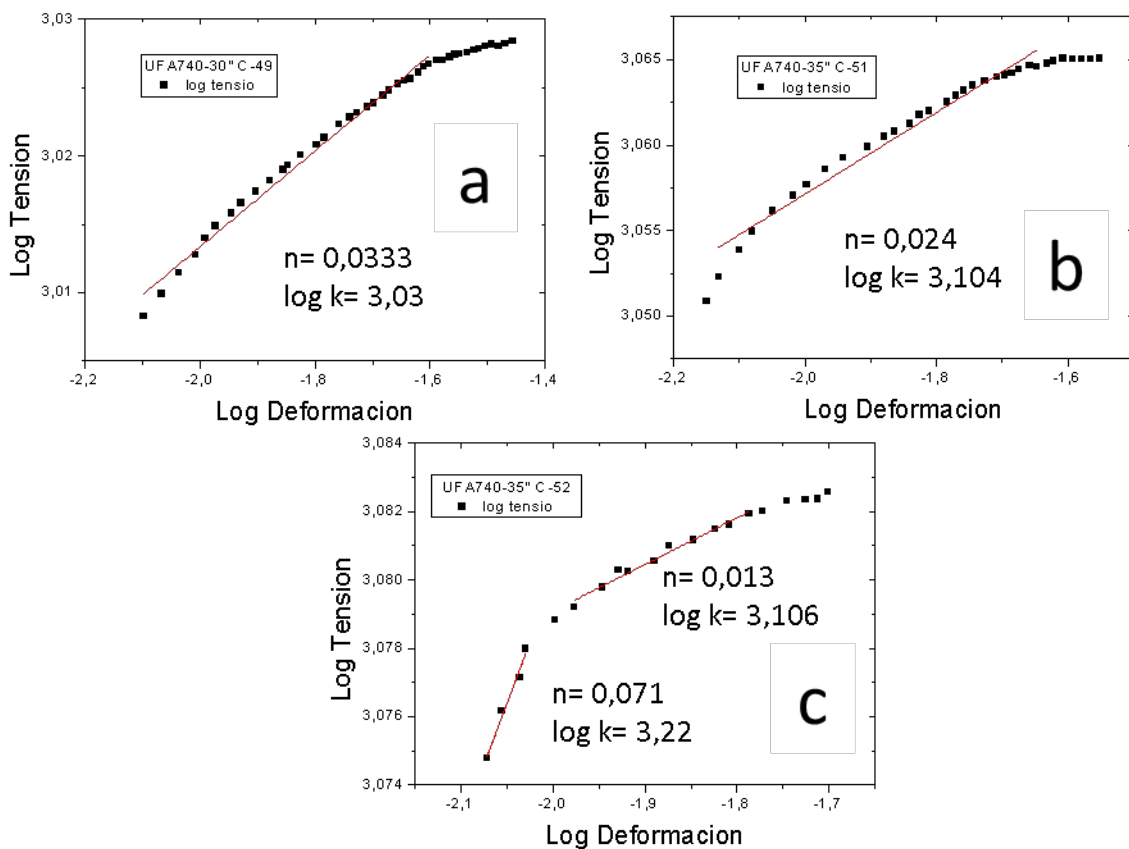 3,03
3,02
3,01
Log Tension
UF A740-30" C -49
log tensio
a
n= 0,0333
log k= 3,03
-2,2
-2,0
-1,8
-1,6
-1,4
Log Deformacion
3,065
3,060
3,055
3,050
Log Tension
UF A740-35" C -51
log tensio
n= 0,024
log k= 3,104
b
-2,2
-2,0
-1,8
-1,6
Log Deformacion
3,084
3,082
3,080
3,078
3,076
3,074
Log Tension
UF A740-35" C -52
log tensio
n= 0,013
log k= 3,106
n= 0,071
log k= 3,22
c
-2,1
-2,0
-1,9
-1,8
-1,7
Log Deformacion